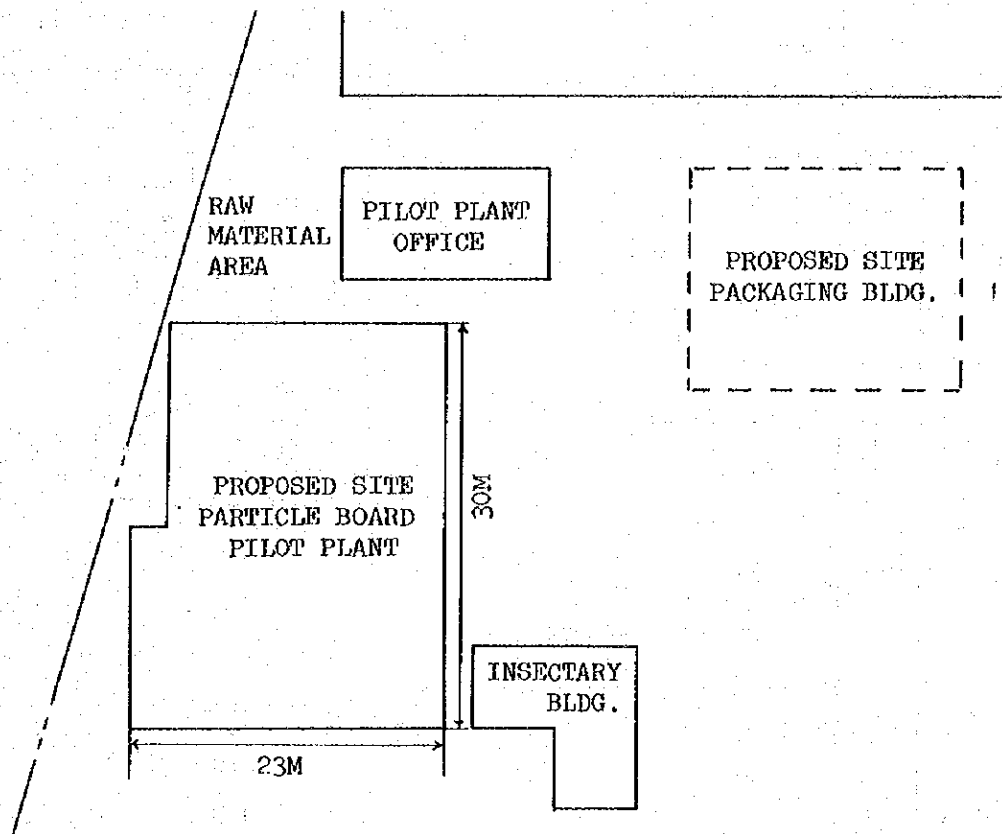 RAW
MATERIAL
AREA
PILOT PLANT
OFFICE
PROPOSED SITE
PACKAGING BLDG.
PROPOSED SITE
PARTICLE BOARD
PILOT PLANT
30M
INSECTARY
BLDG.
23M